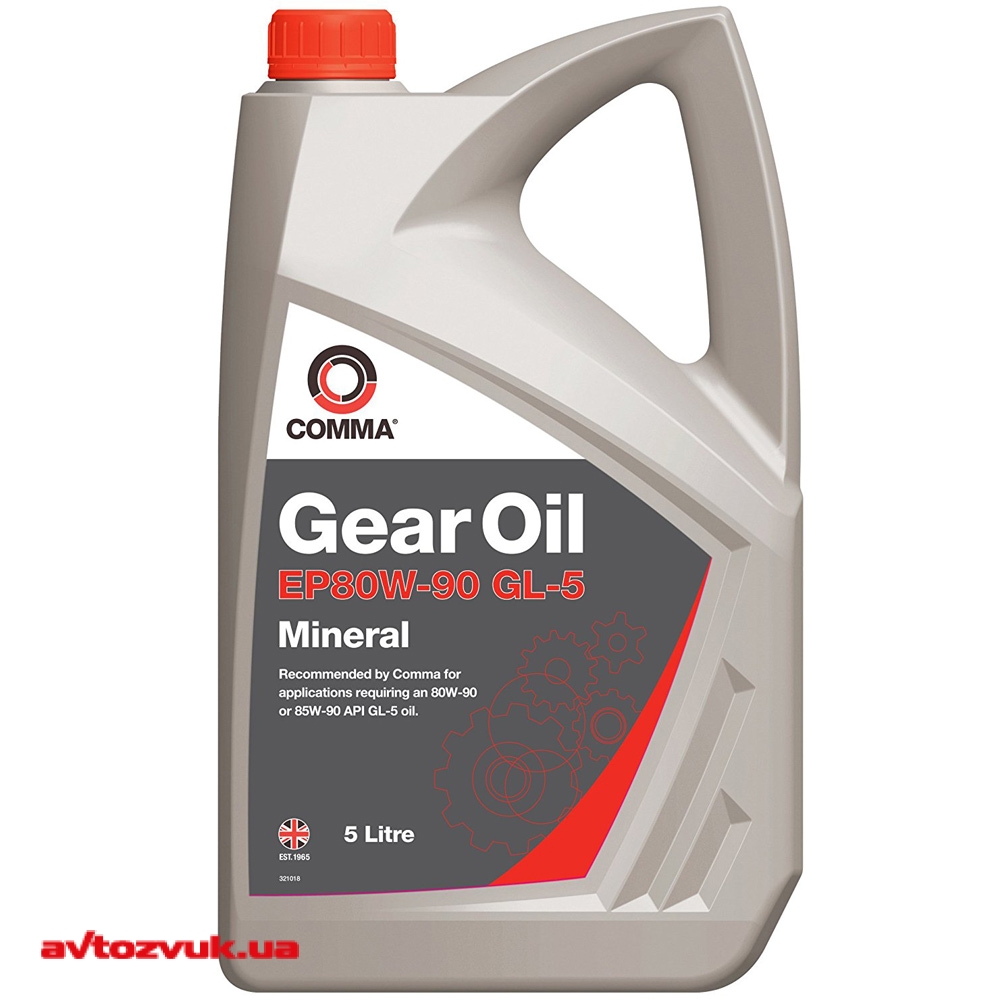 COMMA®
Gear Oil
EP80W-90 GL-5
Mineral
Recommended by Comma for
applications requiring an 80W-90
or 85W-90 API GL-5 oil.
5 Litre
EST.1965
321018
avtozvuk.ua